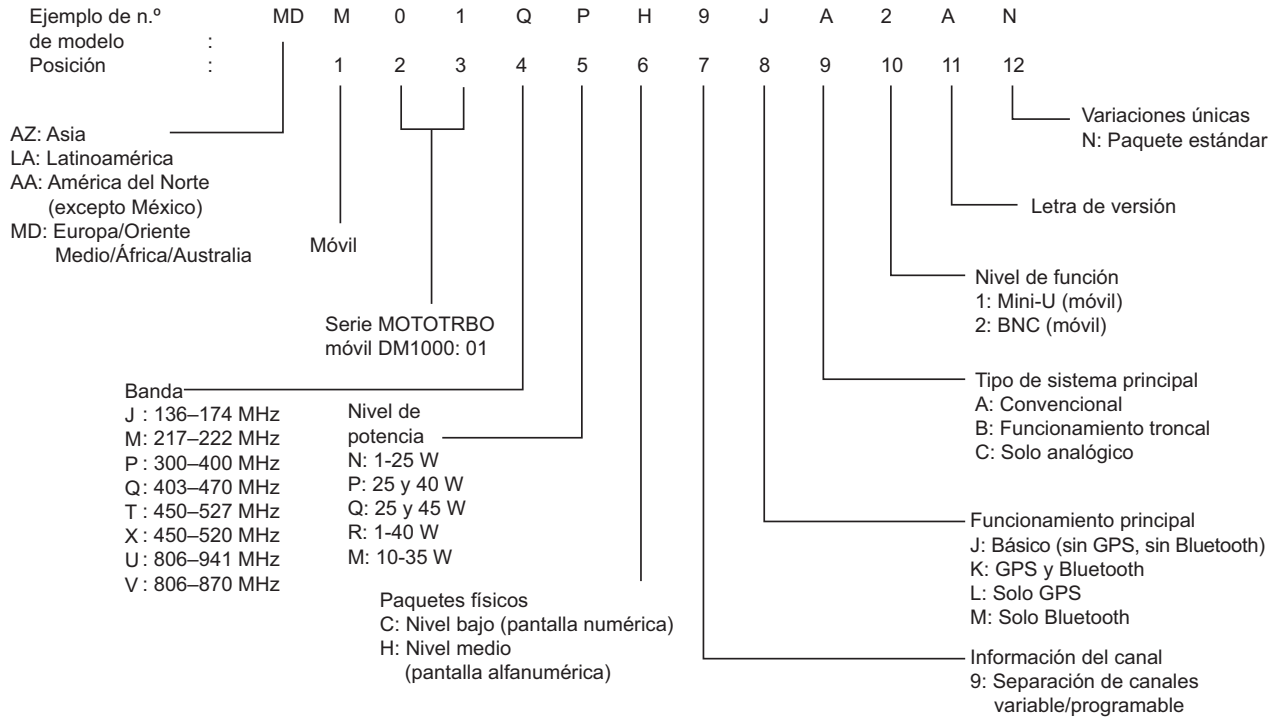 Ejemplo de n.º MD M 0 1 Q P H 9 J A 2 A N
de modelo :
Posición : 1 2 3 4 5 6 7 8 9 10 11 12
Variaciones únicas
N: Paquete estándar
AZ: Asia
LA: Latinoamérica
AA: América del Norte
(excepto México)
MD: Europa/Oriente
Medio/África/Australia
Móvil
Letra de versión
Nivel de función
1: Mini-U (móvil)
2: BNC (móvil)
Serie MOTOTRBO
móvil DM1000: 01
Tipo de sistema principal
A: Convencional
B: Funcionamiento troncal
C: Solo analógico
Banda
J : 136–174 MHz
M: 217–222 MHz
P : 300–400 MHz
Q: 403–470 MHz
T : 450–527 MHz
X : 450–520 MHz
U : 806–941 MHz
V : 806–870 MHz
Nivel de
potencia
N: 1-25 W
P: 25 y 40 W
Q: 25 y 45 W
R: 1-40 W
M: 10-35 W
Funcionamiento principal
J: Básico (sin GPS, sin Bluetooth)
K: GPS y Bluetooth
L: Solo GPS
M: Solo Bluetooth
Paquetes físicos
C: Nivel bajo (pantalla numérica)
H: Nivel medio
(pantalla alfanumérica)
Información del canal
9: Separación de canales
variable/programable